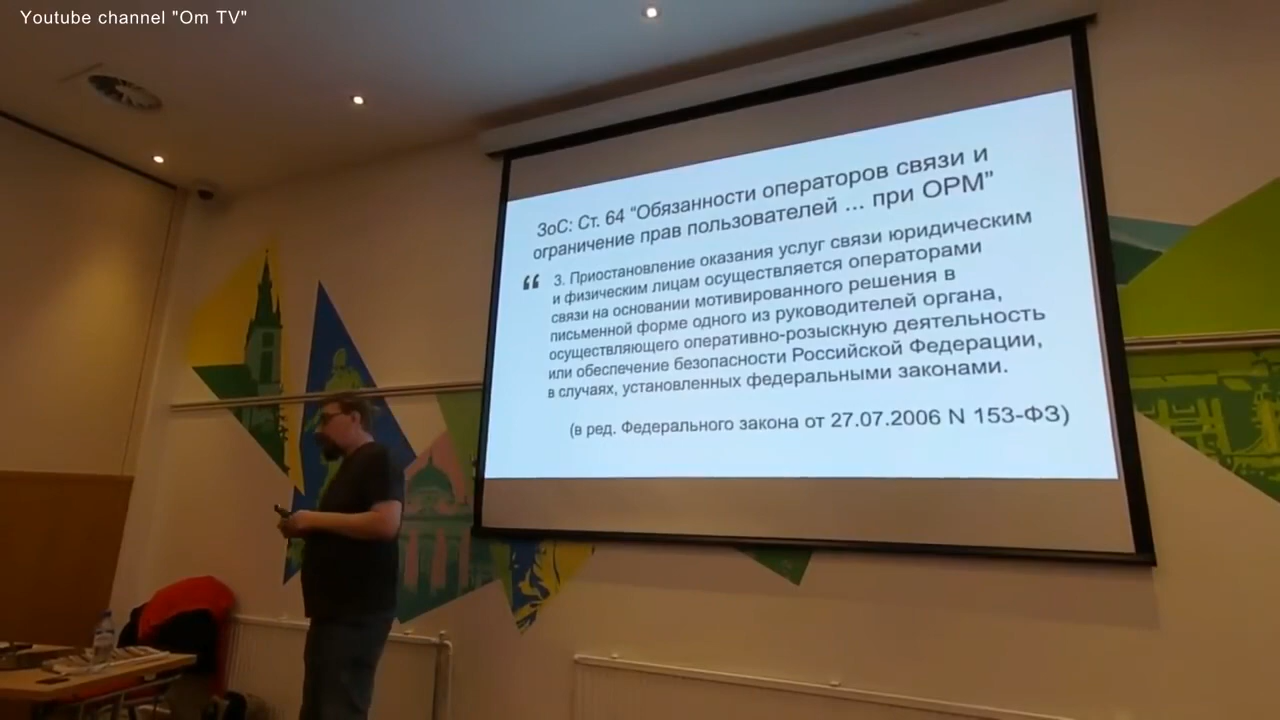 Youtube channel "Om TV"
ЗоС: Ст. 64 “Обязанности операторов связи и
ограничение прав пользователей ... при ОРМ”
“ 3. Приостановление оказания услуг связи юридическим
и физическим лицам осуществляется операторами
связи на основании мотивированного решения в
письменной форме одного из руководителей органа,
осуществляющего оперативно-розыскную деятельность
или обеспечение безопасности Российской Федерации,
в случаях, установленных федеральными законами.
(в ред. Федерального закона от 27.07.2006 N 153-ФЗ)